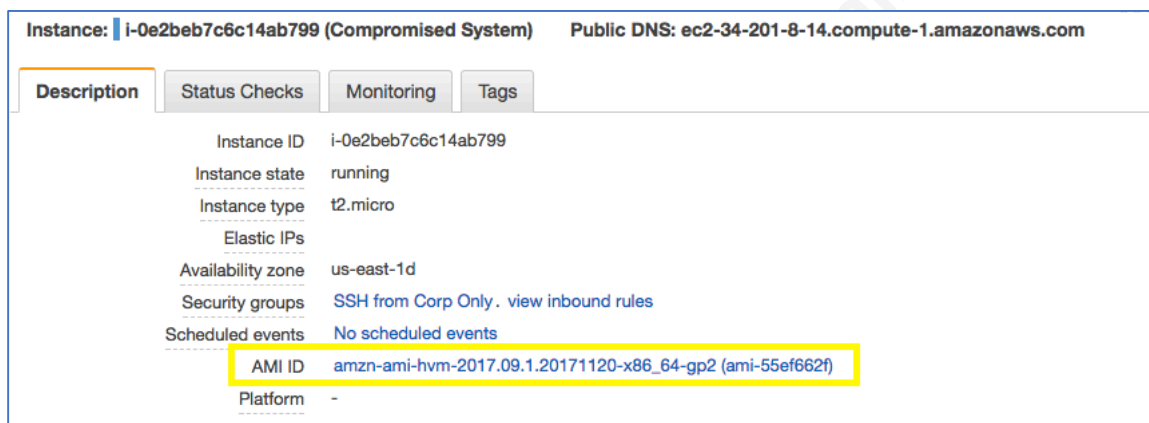 Instance: i-0e2beb7c6c14ab799 (Compromised System) Public DNS: ec2-34-201-8-14.compute-1.amazonaws.com
Description Status Checks Monitoring Tags
Instance ID i-0e2beb7c6c14ab799
Instance state running
Instance type t2.micro
Elastic IPs
Availability zone us-east-1d
Security groups SSH from Corp Only. view inbound rules
Scheduled events No scheduled events
AMI ID amzn-ami-hvm-2017.09.1.20171120-x86_64-gp2 (ami-55ef662f)
Platform -